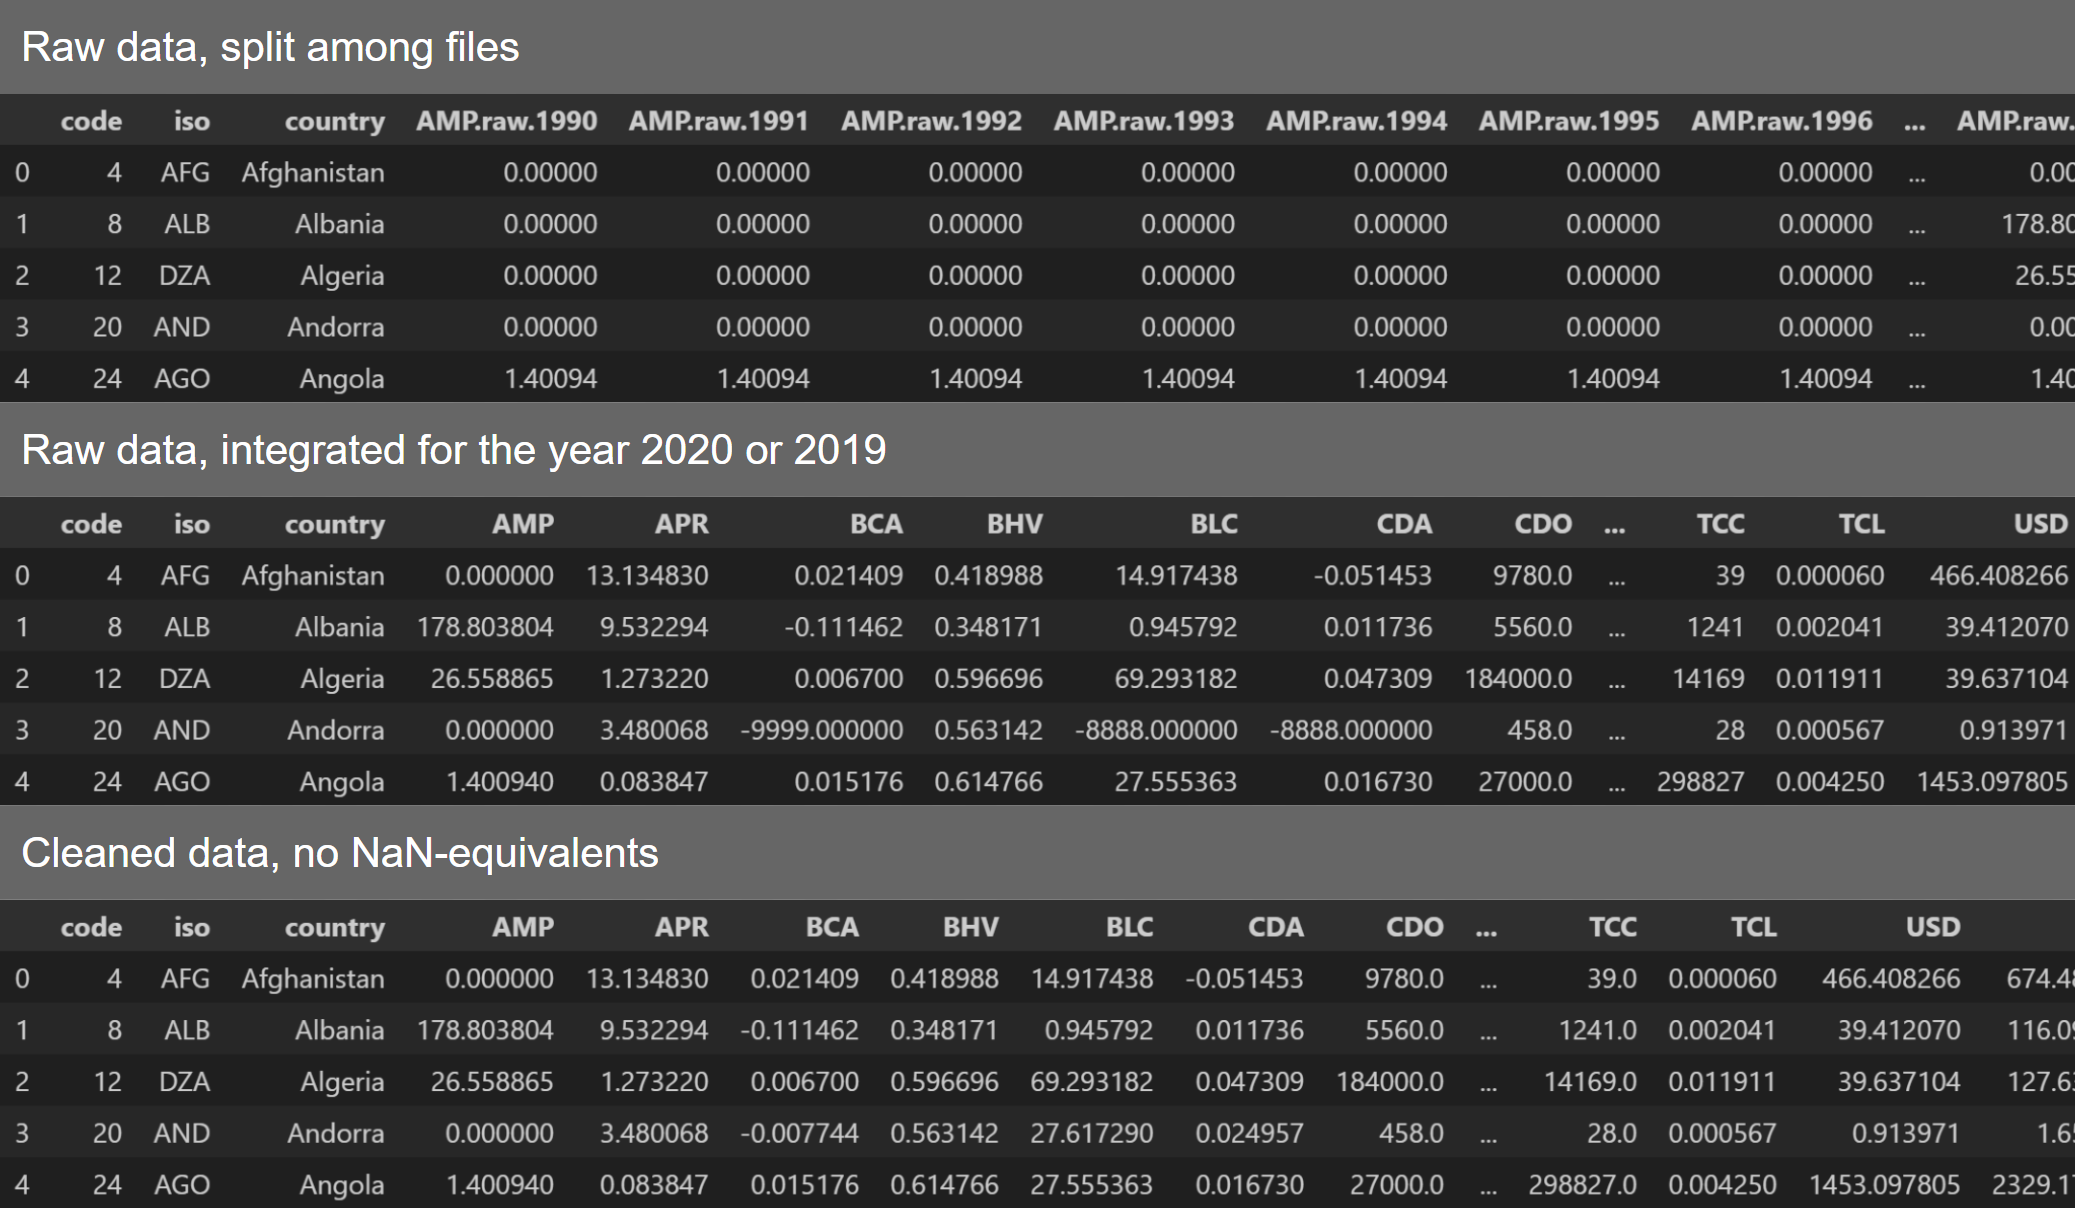 Raw data, split among files
code iso country AMP.raw.1990 AMP.raw.1991 AMP.raw.1992 AMP.raw.1993 AMP.raw.1994 AMP.raw.1995 AMP.raw.1996 ... AMP.raw.
0 4 AFG Afghanistan 0.00000 0.00000 0.00000 0.00000 0.00000 0.00000 0.00000 ... 0.00
1 8 ALB Albania 0.00000 0.00000 0.00000 0.00000 0.00000 0.00000 0.00000 ... 178.80
2 12 DZA Algeria 0.00000 0.00000 0.00000 0.00000 0.00000 0.00000 0.00000 ... 26.55
3 20 AND Andorra 0.00000 0.00000 0.00000 0.00000 0.00000 0.00000 0.00000 ... 0.00
4 24 AGO Angola 1.40094 1.40094 1.40094 1.40094 1.40094 1.40094 1.40094 ... 1.40
Raw data, integrated for the year 2020 or 2019
code iso country AMP APR BCA BHV BLC CDA CDO ... TCC TCL USD
0 4 AFG Afghanistan 0.000000 13.134830 0.021409 0.418988 14.917438 -0.051453 9780.0 ... 39 0.000060 466.408266
1 8 ALB Albania 178.803804 9.532294 -0.111462 0.348171 0.945792 0.011736 5560.0 ... 1241 0.002041 39.412070
2 12 DZA Algeria 26.558865 1.273220 0.006700 0.596696 69.293182 0.047309 184000.0 ... 14169 0.011911 39.637104
3 20 AND Andorra 0.000000 3.480068 -9999.000000 0.563142 -8888.000000 -8888.000000 458.0 ... 28 0.000567 0.913971
4 24 AGO Angola 1.400940 0.083847 0.015176 0.614766 27.555363 0.016730 27000.0 ... 298827 0.004250 1453.097805
Cleaned data, no NaN-equivalents
code iso country AMP APR BCA BHV BLC CDA CDO ... TCC TCL USD
0 4 AFG Afghanistan 0.000000 13.134830 0.021409 0.418988 14.917438 -0.051453 9780.0 ... 39.0 0.000060 466.408266 674.48
1 8 ALB Albania 178.803804 9.532294 -0.111462 0.348171 0.945792 0.011736 5560.0 ... 1241.0 0.002041 39.412070 116.09
2 12 DZA Algeria 26.558865 1.273220 0.006700 0.596696 69.293182 0.047309 184000.0 ... 14169.0 0.011911 39.637104 127.63
3 20 AND Andorra 0.000000 3.480068 -0.007744 0.563142 27.617290 0.024957 458.0 ... 28.0 0.000567 0.913971 1.65
4 24 AGO Angola 1.400940 0.083847 0.015176 0.614766 27.555363 0.016730 27000.0 ... 298827.0 0.004250 1453.097805 2329.17